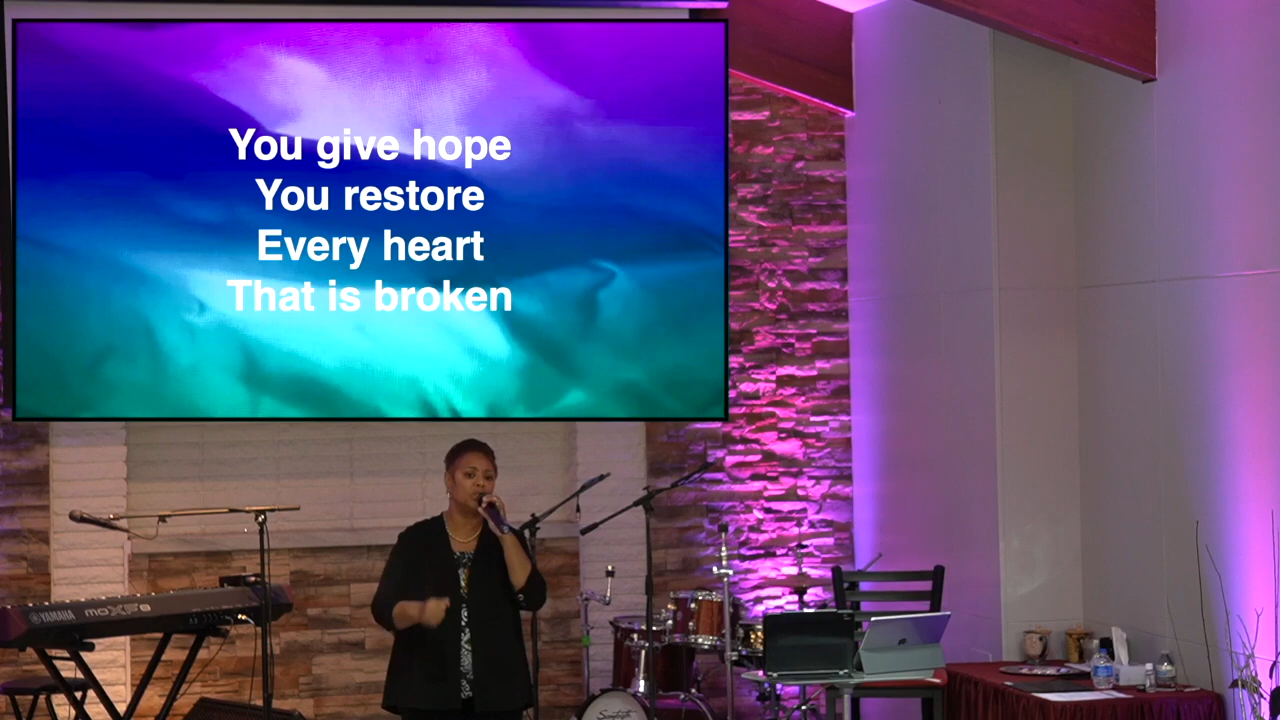 You give hope
You restore
Every heart
That is broken
YAMAHA MOXF8